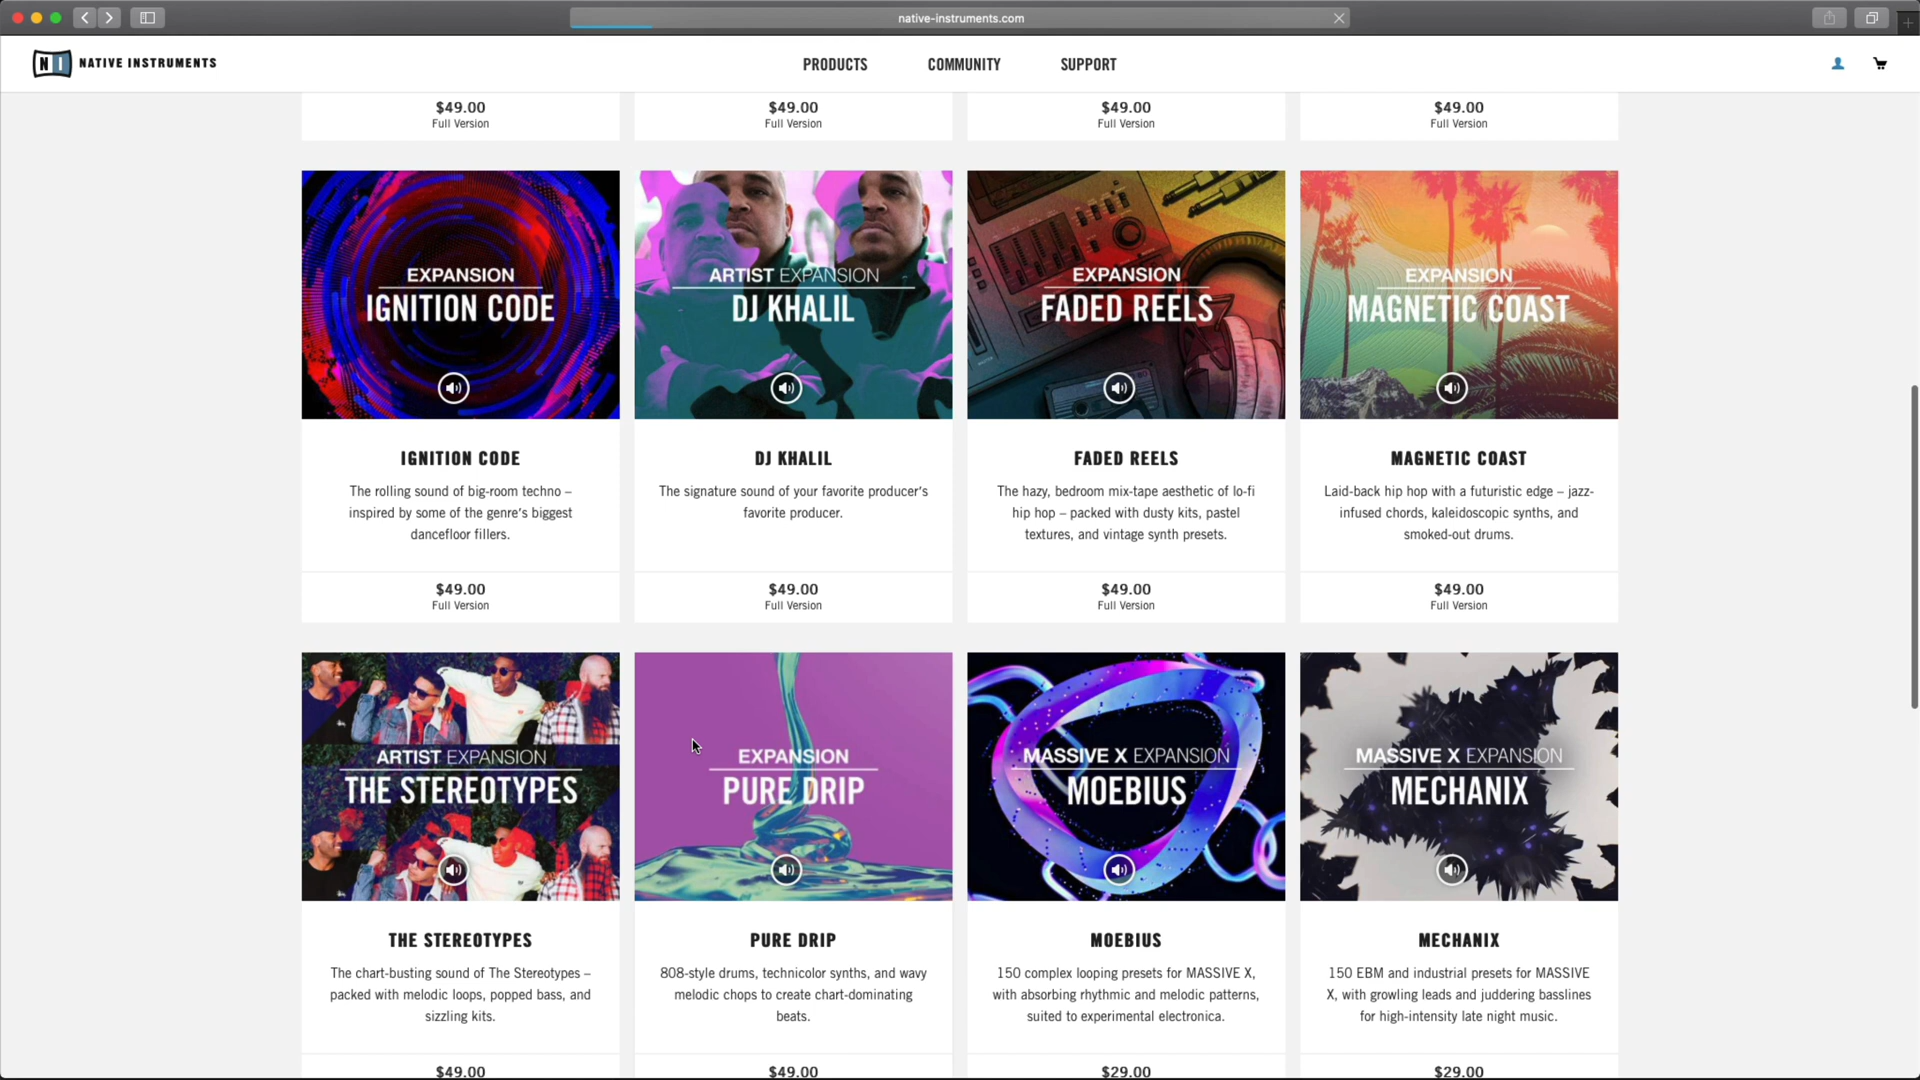 native-instruments.com
NI NATIVE INSTRUMENTS
PRODUCTS COMMUNITY SUPPORT
$49.00 $49.00 $49.00 $49.00
Full Version Full Version Full Version Full Version
EXPANSION
IGNITION CODE
ARTIST EXPANSION
DJ KHALIL
EXPANSION
FADED REELS
EXPANSION
MAGNETIC COAST
IGNITION CODE
The rolling sound of big-room techno –
inspired by some of the genre's biggest
dancefloor fillers.
$49.00
Full Version
DJ KHALIL
The signature sound of your favorite producer's
favorite producer.
$49.00
Full Version
FADED REELS
The hazy, bedroom mix-tape aesthetic of lo-fi
hip hop – packed with dusty kits, pastel
textures, and vintage synth presets.
$49.00
Full Version
MAGNETIC COAST
Laid-back hip hop with a futuristic edge – jazz-
infused chords, kaleidoscopic synths, and
smoked-out drums.
$49.00
Full Version
ARTIST EXPANSION
THE STEREOTYPES
EXPANSION
PURE DRIP
MASSIVE X EXPANSION
MOEBIUS
MASSIVE X EXPANSION
MECHANIX
THE STEREOTYPES
The chart-busting sound of The Stereotypes –
packed with melodic loops, popped bass, and
sizzling kits.
$49.00
PURE DRIP
808-style drums, technicolor synths, and wavy
melodic chops to create chart-dominating
beats.
$49.00
MOEBIUS
150 complex looping presets for MASSIVE X,
with absorbing rhythmic and melodic patterns,
suited to experimental electronica.
$29.00
MECHANIX
150 EBM and industrial presets for MASSIVE
X, with growling leads and juddering basslines
for high-intensity late night music.
$29.00